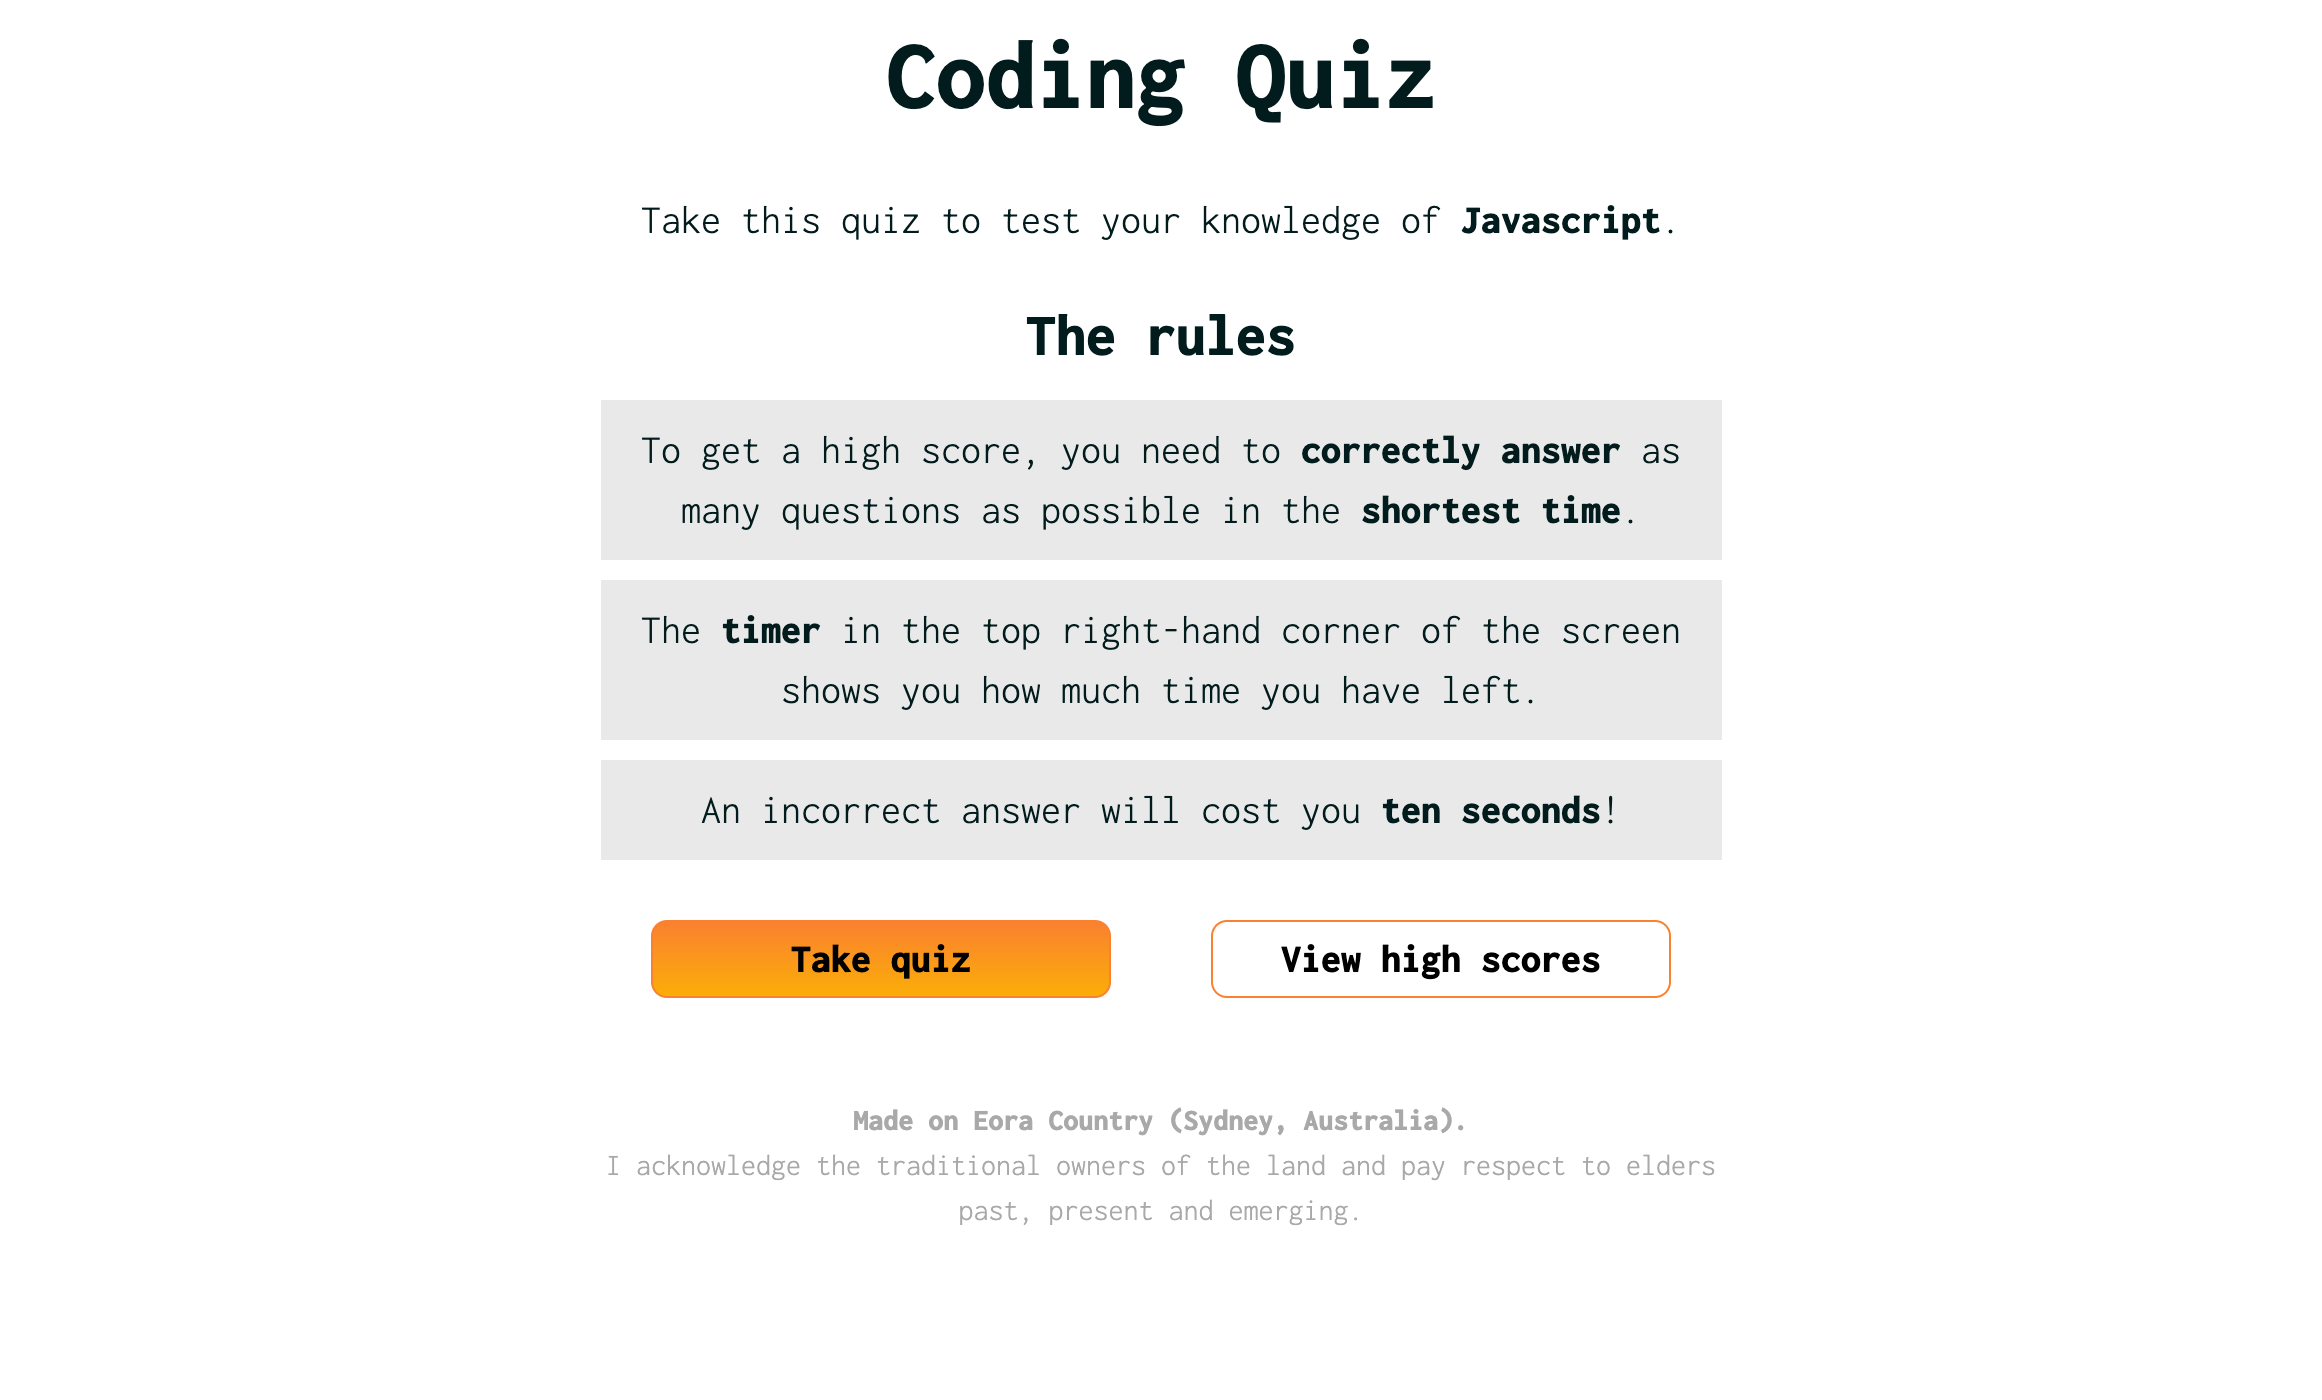 Coding Quiz
Take this quiz to test your knowledge of Javascript.
The rules
To get a high score, you need to correctly answer as
many questions as possible in the shortest time.
The timer in the top right-hand corner of the screen
shows you how much time you have left.
An incorrect answer will cost you ten seconds!
Take quiz
View high scores
Made on Eora Country (Sydney, Australia).
I acknowledge the traditional owners of the land and pay respect to elders
past, present and emerging.